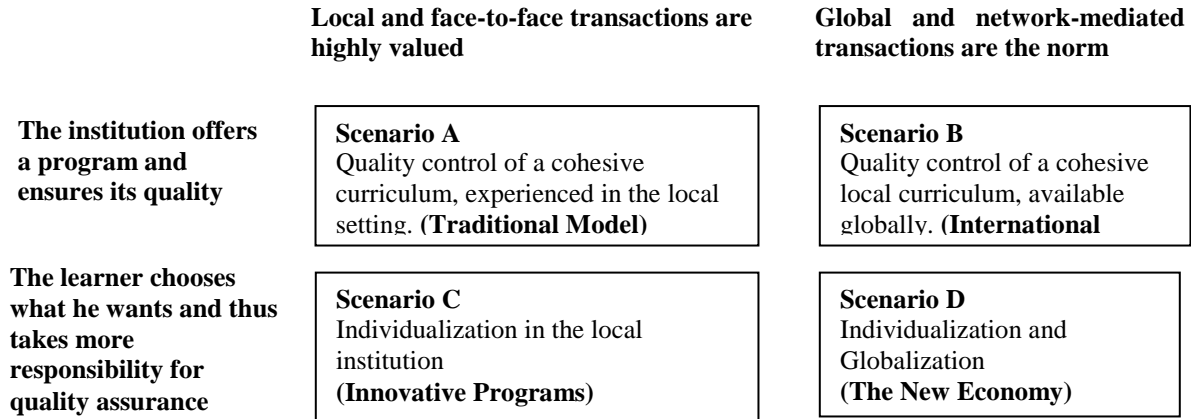 Local and face-to-face transactions are
highly valued
Global and network-mediated
transactions are the norm
The institution offers
a program and
ensures its quality
Scenario A
Quality control of a cohesive
curriculum, experienced in the local
setting. (Traditional Model)
Scenario B
Quality control of a cohesive
local curriculum, available
globally. (International
The learner chooses
what he wants and thus
takes more
responsibility for
quality assurance
Scenario C
Individualization in the local
institution
(Innovative Programs)
Scenario D
Individualization and
Globalization
(The New Economy)